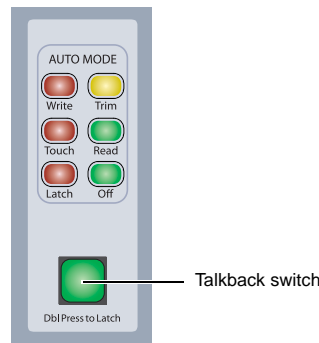 AUTO MODE
Write Trim
Touch Read
Latch Off
Talkback switch
Dbl Press to Latch